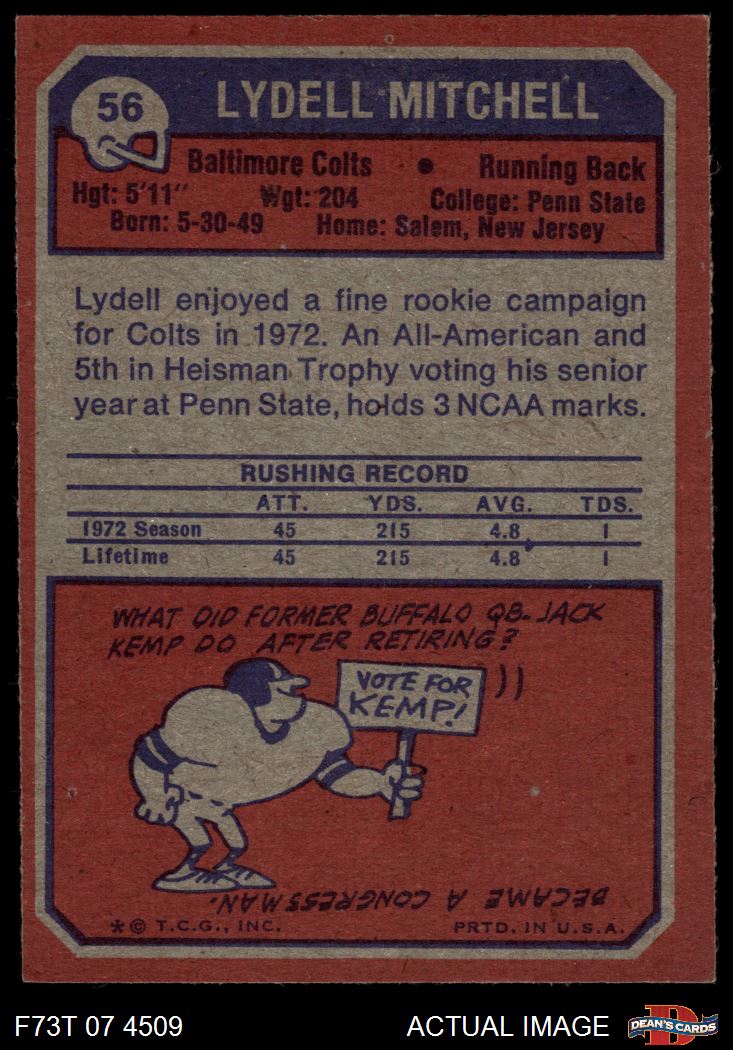 56
LYDELL MITCHELL
Baltimore Colts • Running Back
Hgt: 5'11" Wgt: 204 College: Penn State
Born: 5-30-49 Home: Salem, New Jersey
Lydell enjoyed a fine rookie campaign
for Colts in 1972. An All-American and
5th in Heisman Trophy voting his senior
year at Penn State, holds 3 NCAA marks.
RUSHING RECORD
ATT. YDS. AVG. TDS.
1972 Season 45 215 4.8 1
Lifetime 45 215 4.8 1
WHAT DID FORMER BUFFALO QB-JACK
KEMP DO AFTER RETIRING?
VOTE FOR
KEMP!
BECAME A CONGRESSMAN.
* © T.C.G., INC. PRTD. IN U.S.A.
F73T 07 4509 ACTUAL IMAGE
D
DEAN'S CARDS